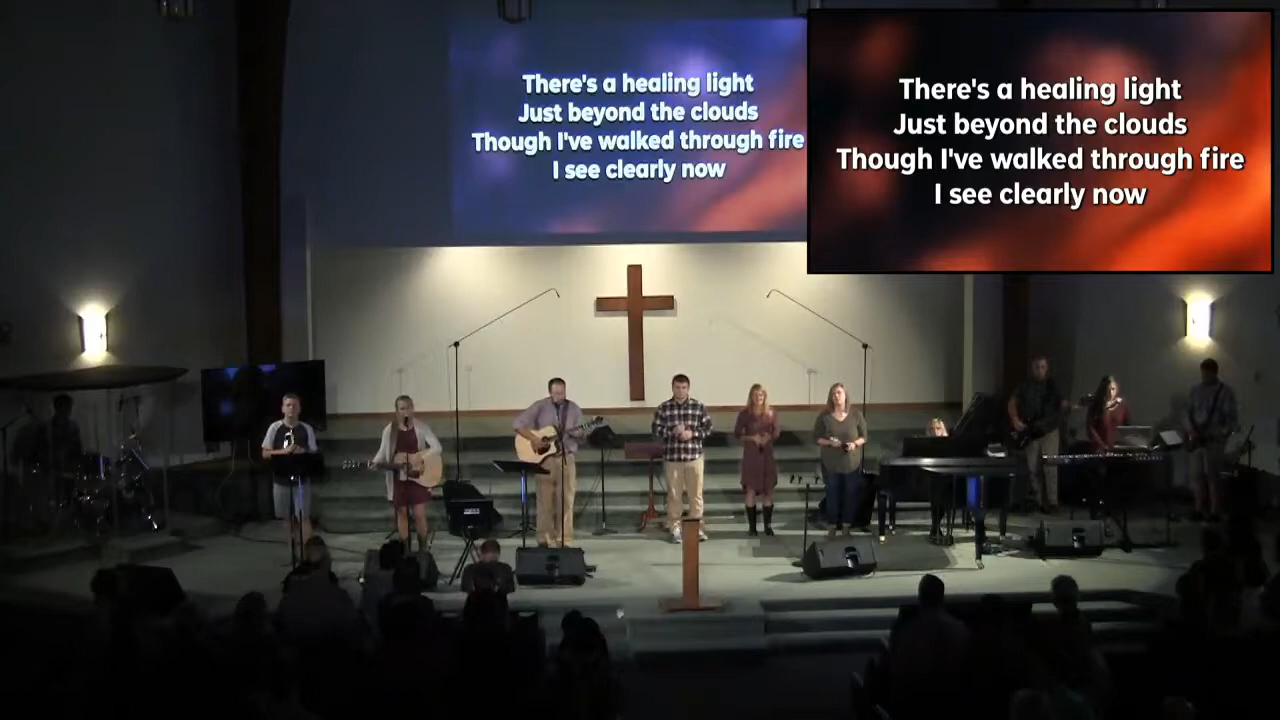 There's a healing light
Just beyond the clouds
Though I've walked through fire
I see clearly now
There's a healing light
Just beyond the clouds
Though I've walked through fire
I see clearly now